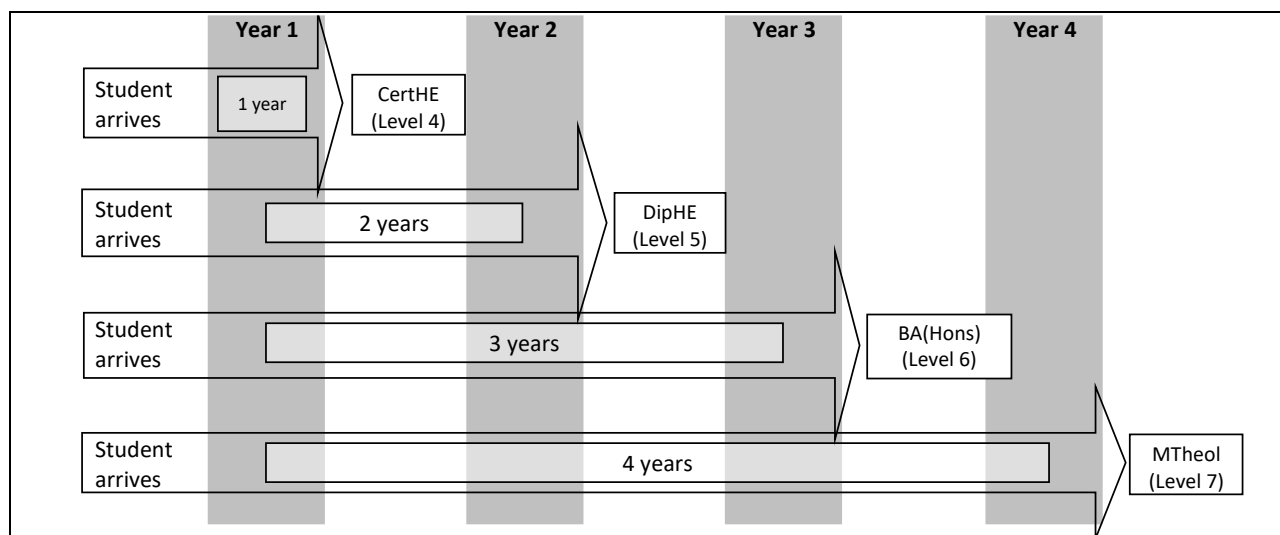 Year 1
Year 2
Year 3
Year 4
Student
arrives
1 year
CertHE
(Level 4)
Student
arrives
2 years
DipHE
(Level 5)
Student
arrives
3 years
BA(Hons)
(Level 6)
Student
arrives
4 years
MTheol
(Level 7)